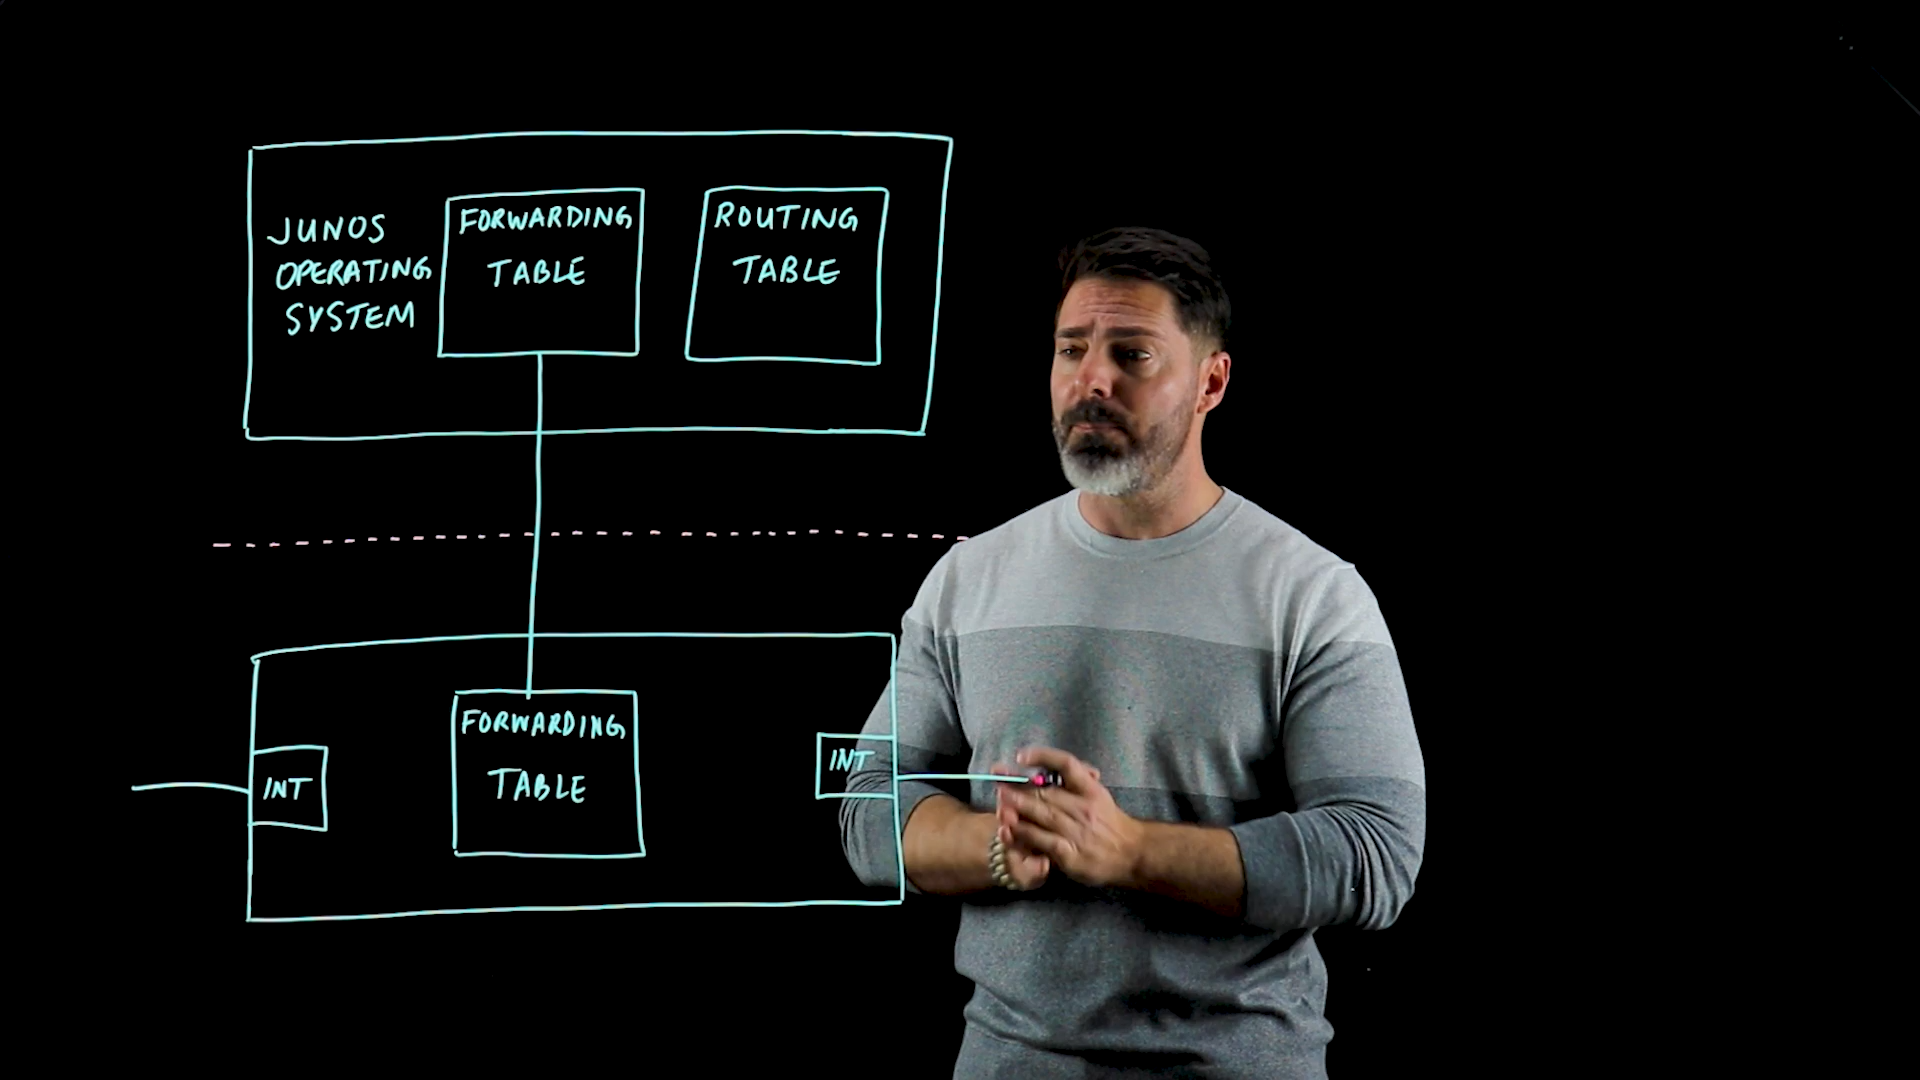 JUNOS
OPERATING
SYSTEM
FORWARDING
TABLE
ROUTING
TABLE
FORWARDING
TABLE
INT
INT